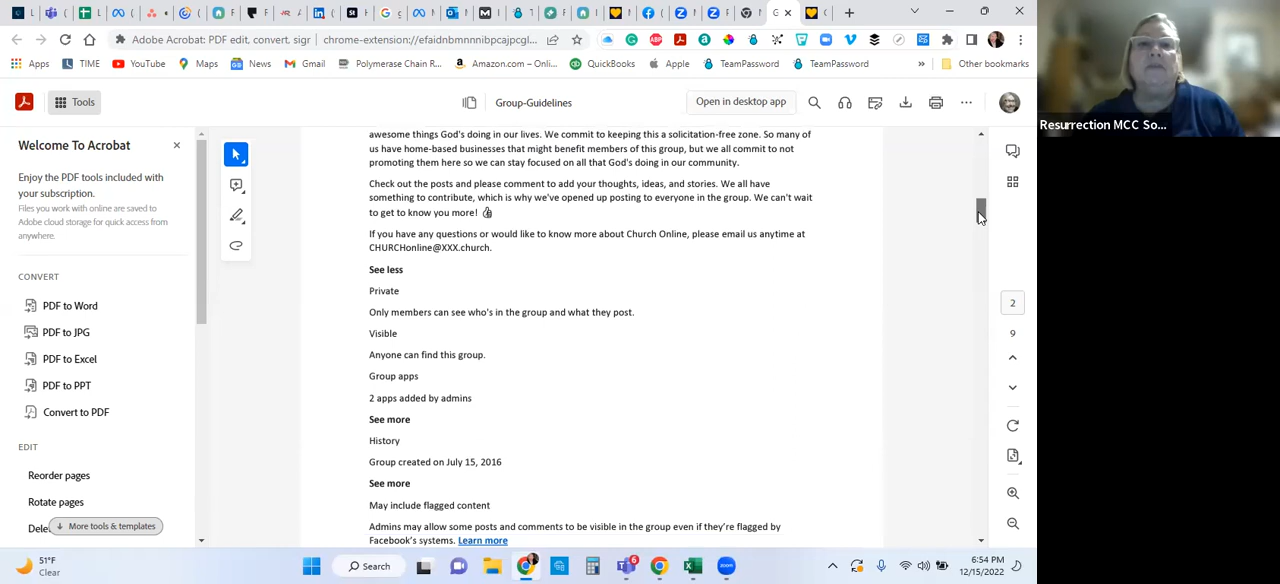 Adobe Acrobat: PDF edit, convert, sigr
chrome-extension://efaidnbmnnnibpcajpcgl...
Apps
TIME
YouTube
Maps
News
Gmail
Polymerase Chain R...
Amazon.com – Onli...
QuickBooks
Apple
TeamPassword
TeamPassword
»
Other bookmarks
Tools
Group-Guidelines
Open in desktop app
Resurrection MCC So...
Welcome To Acrobat
Enjoy the PDF tools included with
your subscription.
Files you work with online are saved to
Adobe cloud storage for quick access from
anywhere.
CONVERT
PDF to Word
PDF to JPG
PDF to Excel
PDF to PPT
Convert to PDF
EDIT
Reorder pages
Rotate pages
Dele
More tools & templates
awesome things God's doing in our lives. We commit to keeping this a solicitation-free zone. So many of
us have home-based businesses that might benefit members of this group, but we all commit to not
promoting them here so we can stay focused on all that God's doing in our community.
Check out the posts and please comment to add your thoughts, ideas, and stories. We all have
something to contribute, which is why we've opened up posting to everyone in the group. We can't wait
to get to know you more! 👍
If you have any questions or would like to know more about Church Online, please email us anytime at
CHURCHonline@XXX.church.
See less
Private
Only members can see who's in the group and what they post.
Visible
Anyone can find this group.
Group apps
2 apps added by admins
See more
History
Group created on July 15, 2016
See more
May include flagged content
Admins may allow some posts and comments to be visible in the group even if they're flagged by
Facebook's systems. Learn more
2
9
51°F
Clear
Search
6
6:54 PM
12/15/2022